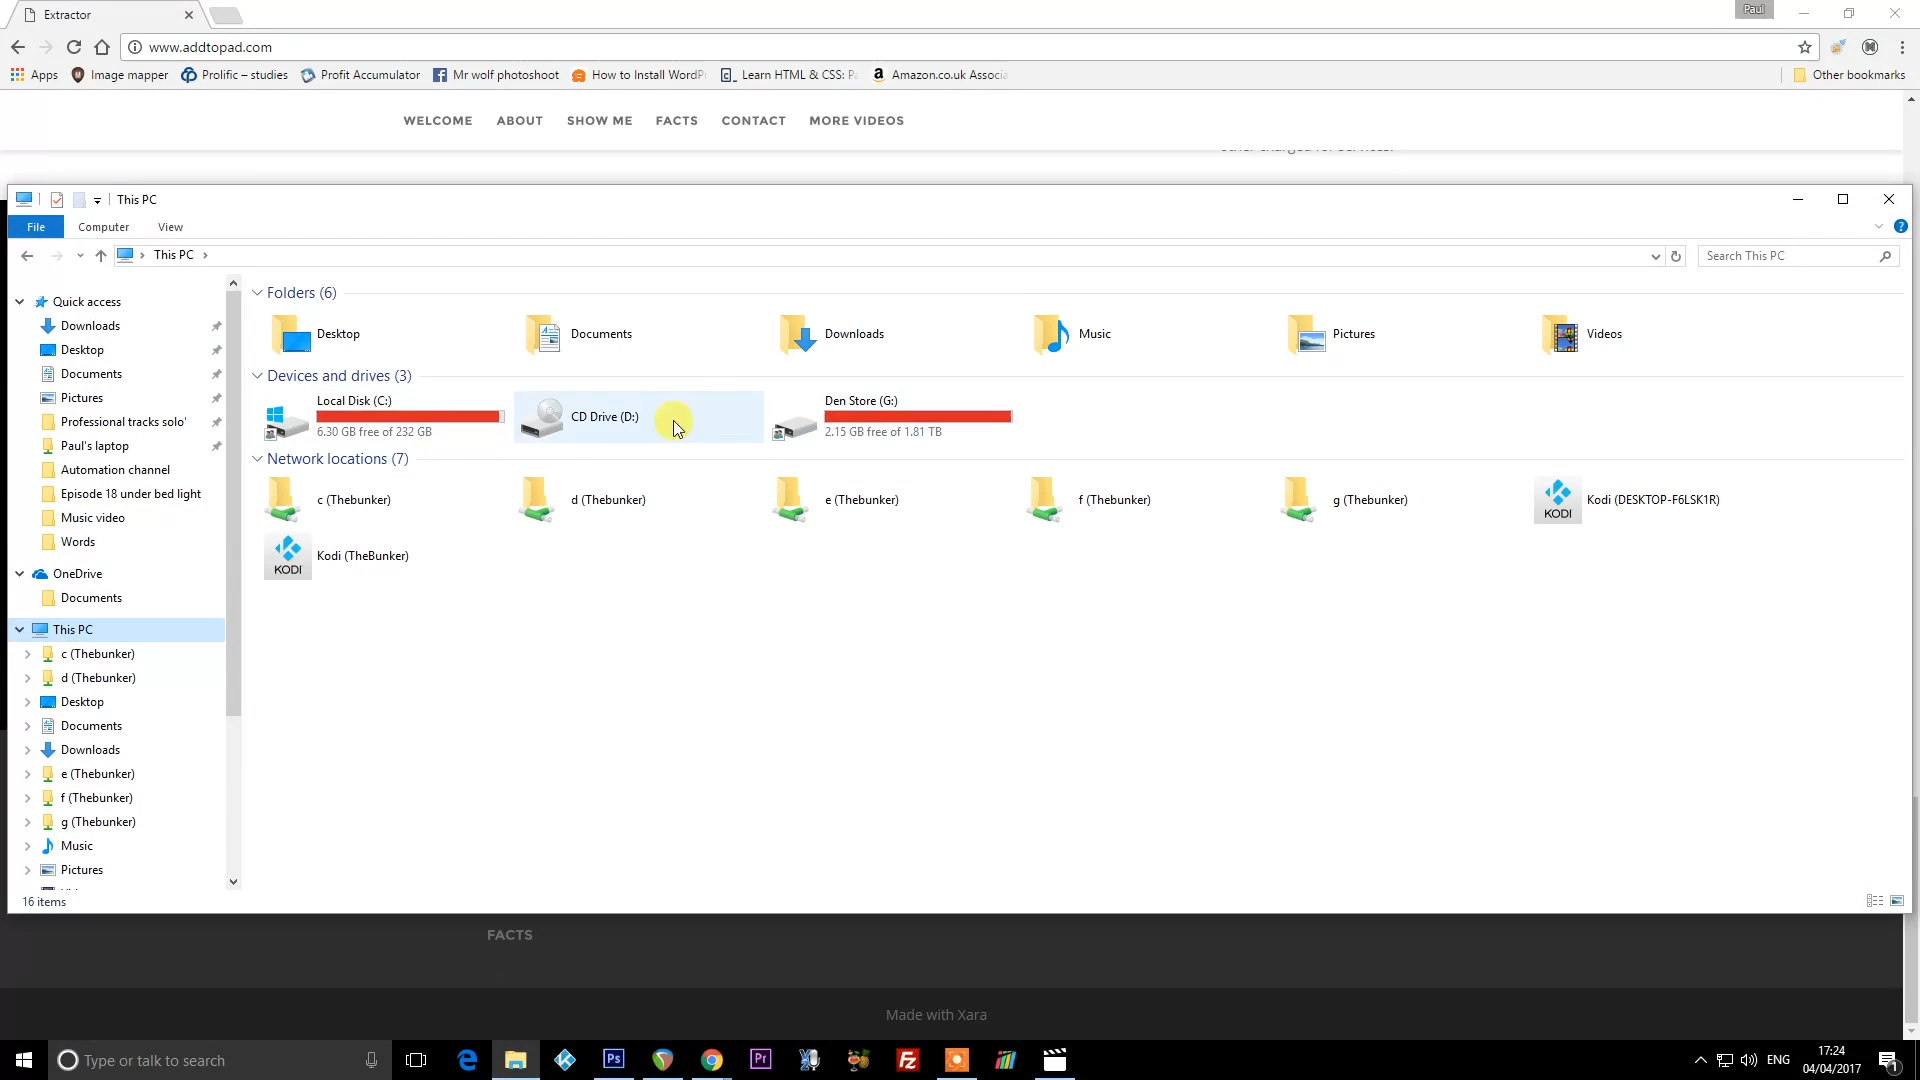 Extractor
Paul
www.addtopad.com
Apps
Image mapper
Prolific – studies
Profit Accumulator
Mr wolf photoshoot
How to Install WordP
Learn HTML & CSS: Pa
Amazon.co.uk Associa
Other bookmarks
WELCOME
ABOUT
SHOW ME
FACTS
CONTACT
MORE VIDEOS
This PC
File
Computer
View
This PC
Search This PC
Quick access
Downloads
Desktop
Documents
Pictures
Professional tracks solo'
Paul's laptop
Automation channel
Episode 18 under bed light
Music video
Words
OneDrive
Documents
This PC
c (Thebunker)
d (Thebunker)
Desktop
Documents
Downloads
e (Thebunker)
f (Thebunker)
g (Thebunker)
Music
Pictures
Folders (6)
Desktop
Documents
Downloads
Music
Pictures
Videos
Devices and drives (3)
Local Disk (C:)
6.30 GB free of 232 GB
CD Drive (D:)
Den Store (G:)
2.15 GB free of 1.81 TB
Network locations (7)
c (Thebunker)
d (Thebunker)
e (Thebunker)
f (Thebunker)
g (Thebunker)
KODI
Kodi (DESKTOP-F6LSK1R)
KODI
Kodi (TheBunker)
16 items
FACTS
Made with Xara
Type or talk to search
Ps
Pr
Fz
ENG
17:24
04/04/2017
1